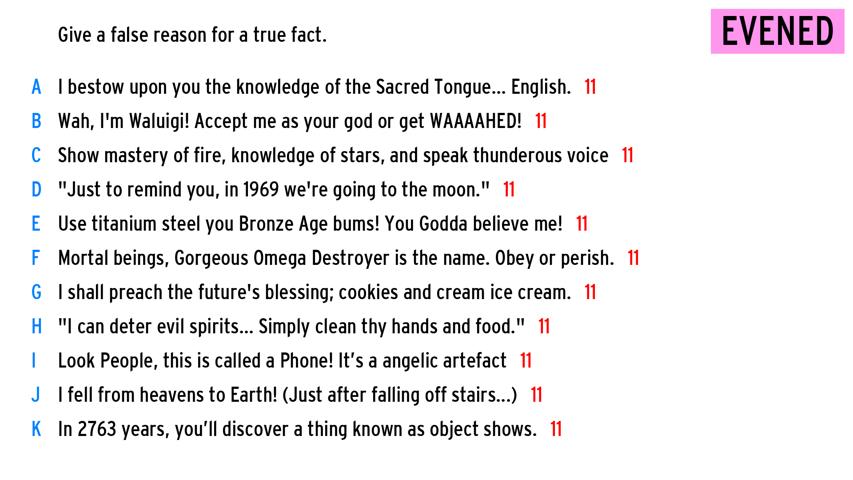 Give a false reason for a true fact.
EVENED
A I bestow upon you the knowledge of the Sacred Tongue... English. 11
B Wah, I'm Waluigi! Accept me as your god or get WAAAAHED! 11
C Show mastery of fire, knowledge of stars, and speak thunderous voice 11
D "Just to remind you, in 1969 we're going to the moon." 11
E Use titanium steel you Bronze Age bums! You Godda believe me! 11
F Mortal beings, Gorgeous Omega Destroyer is the name. Obey or perish. 11
G I shall preach the future's blessing; cookies and cream ice cream. 11
H "I can deter evil spirits... Simply clean thy hands and food." 11
I Look People, this is called a Phone! It’s a angelic artefact 11
J I fell from heavens to Earth! (Just after falling off stairs...) 11
K In 2763 years, you’ll discover a thing known as object shows. 11